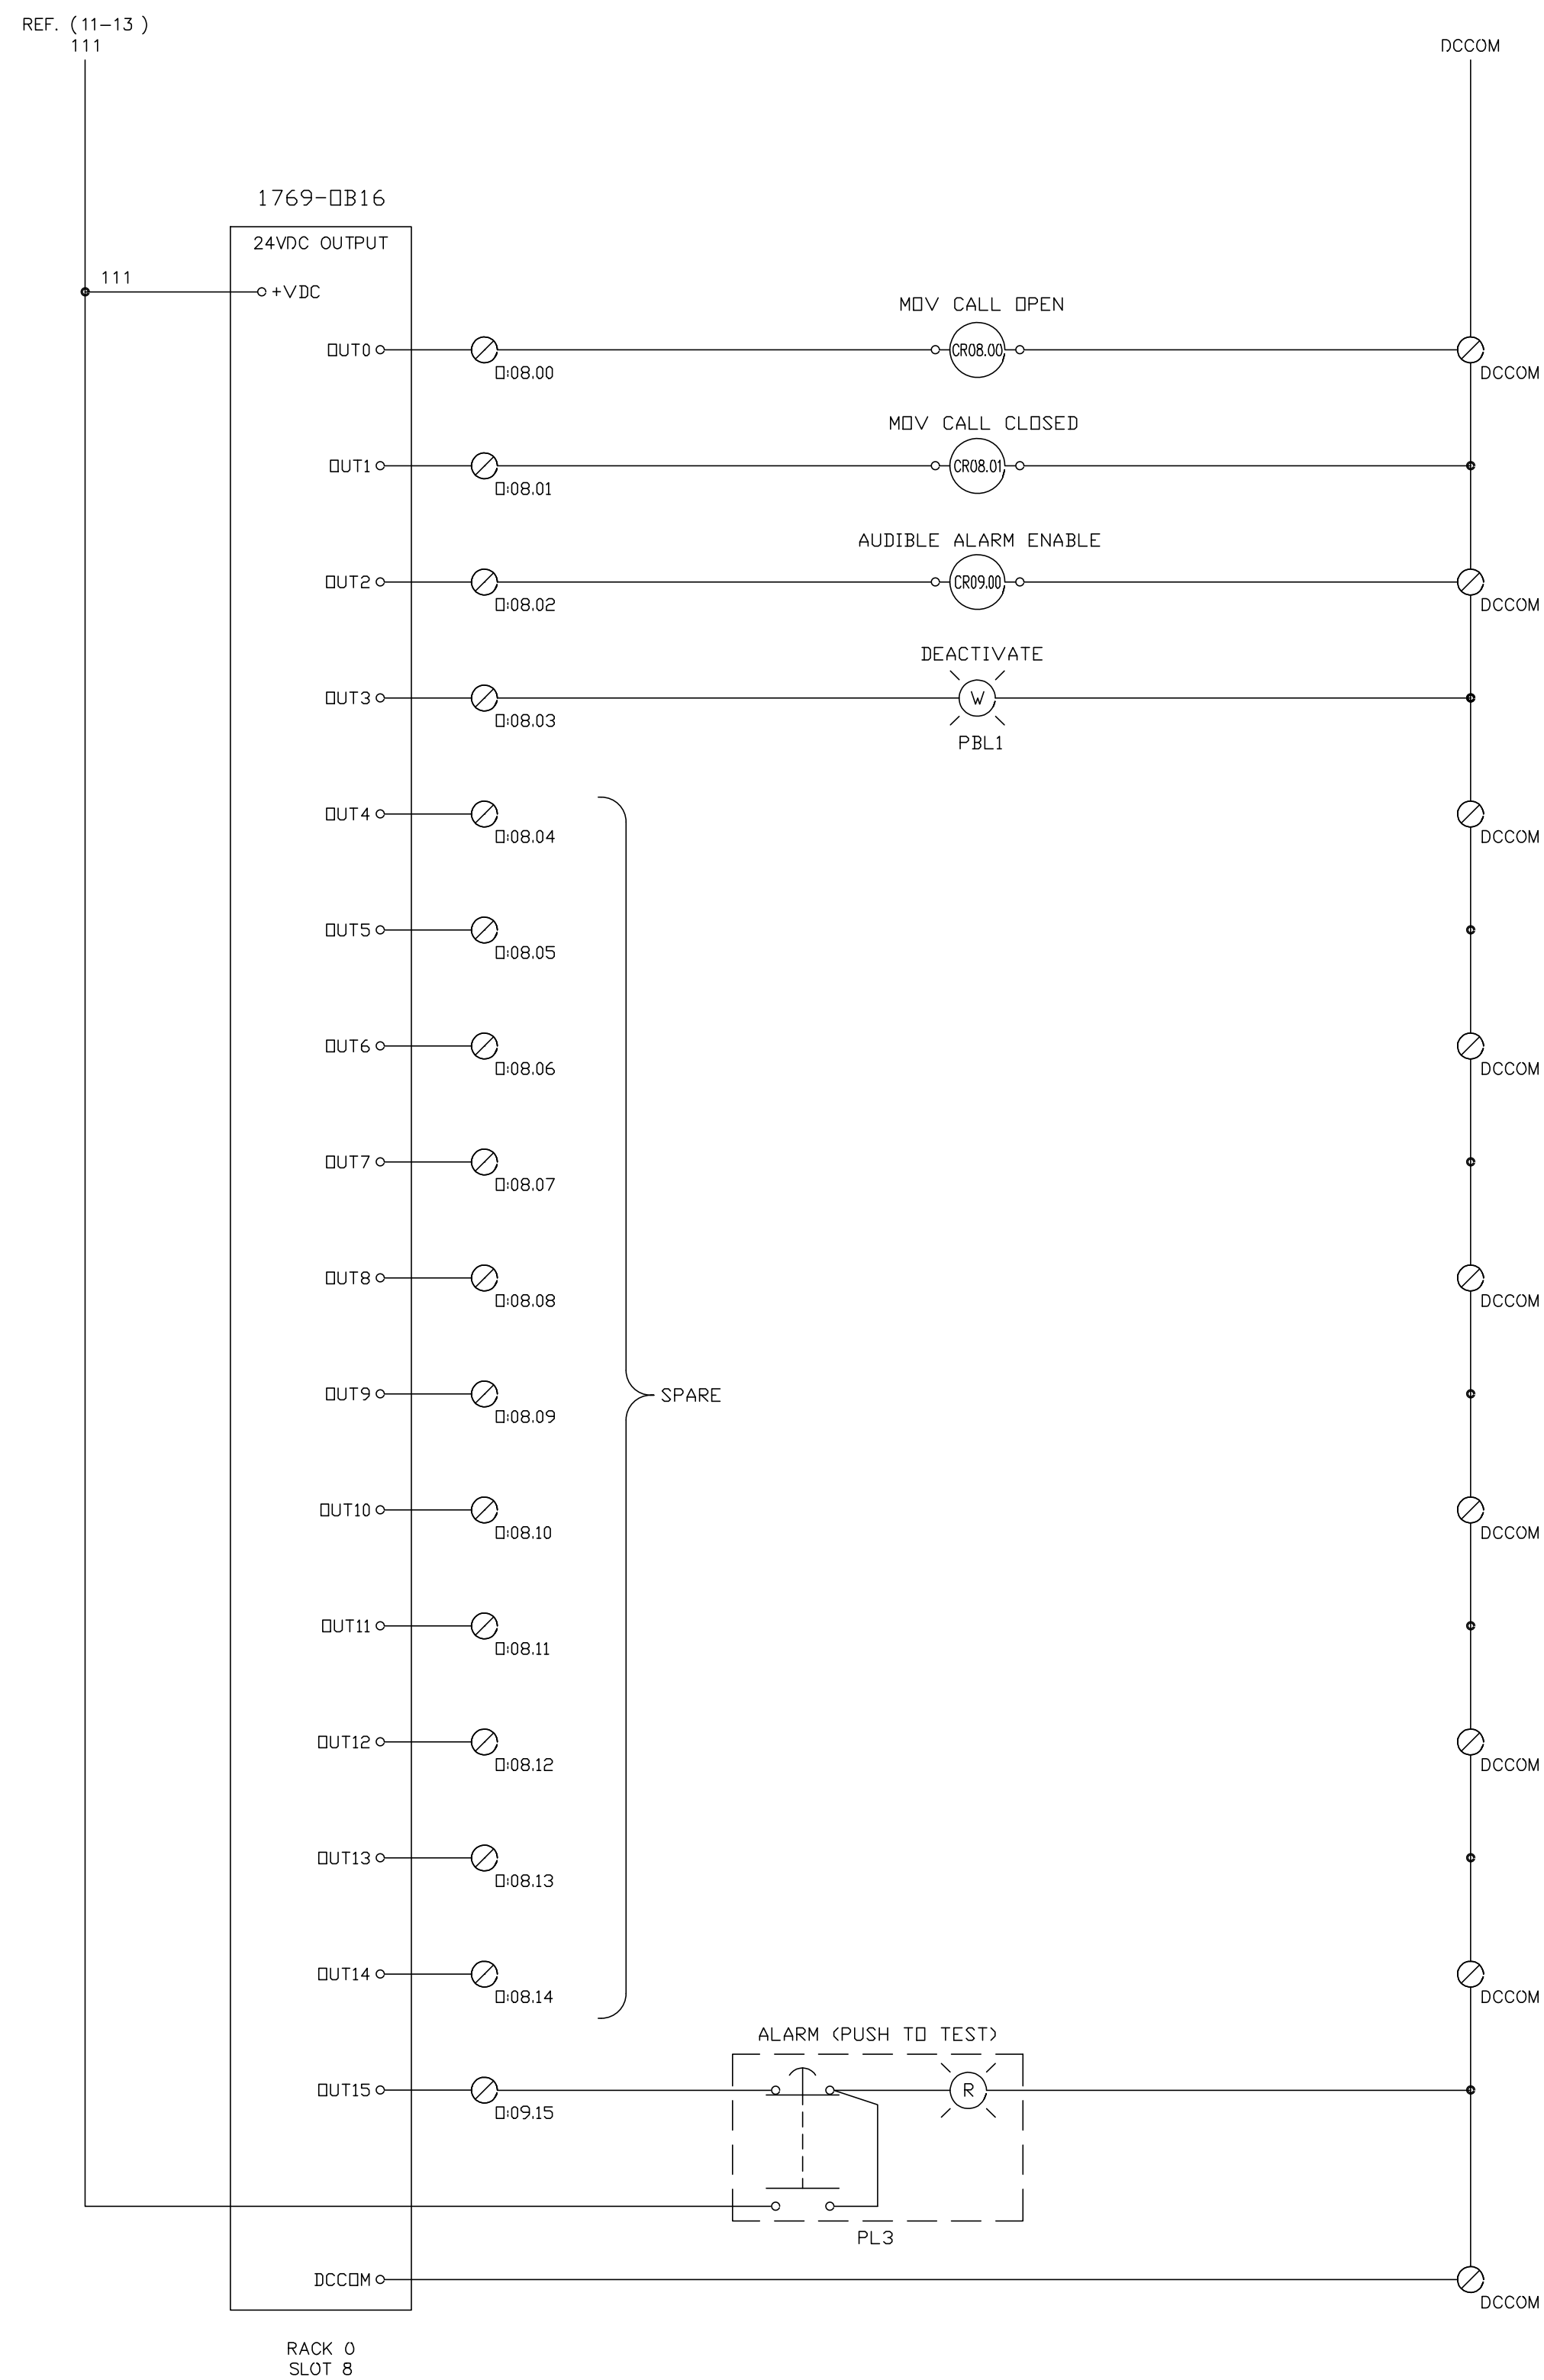 REF. (11-13 )
111
DCCOM
1769-OB16
24VDC OUTPUT
111
+VDC
MOV CALL OPEN
OUT0
CR08.00
O:08.00
DCCOM
MOV CALL CLOSED
OUT1
CR08.01
O:08.01
AUDIBLE ALARM ENABLE
OUT2
CR09.00
O:08.02
DCCOM
DEACTIVATE
OUT3
W
O:08.03
PBL1
OUT4
O:08.04
DCCOM
OUT5
O:08.05
OUT6
O:08.06
DCCOM
OUT7
O:08.07
OUT8
O:08.08
DCCOM
OUT9
SPARE
O:08.09
OUT10
O:08.10
DCCOM
OUT11
O:08.11
OUT12
O:08.12
DCCOM
OUT13
O:08.13
OUT14
O:08.14
DCCOM
ALARM (PUSH TO TEST)
OUT15
R
O:09.15
PL3
DCCOM
DCCOM
RACK 0
SLOT 8